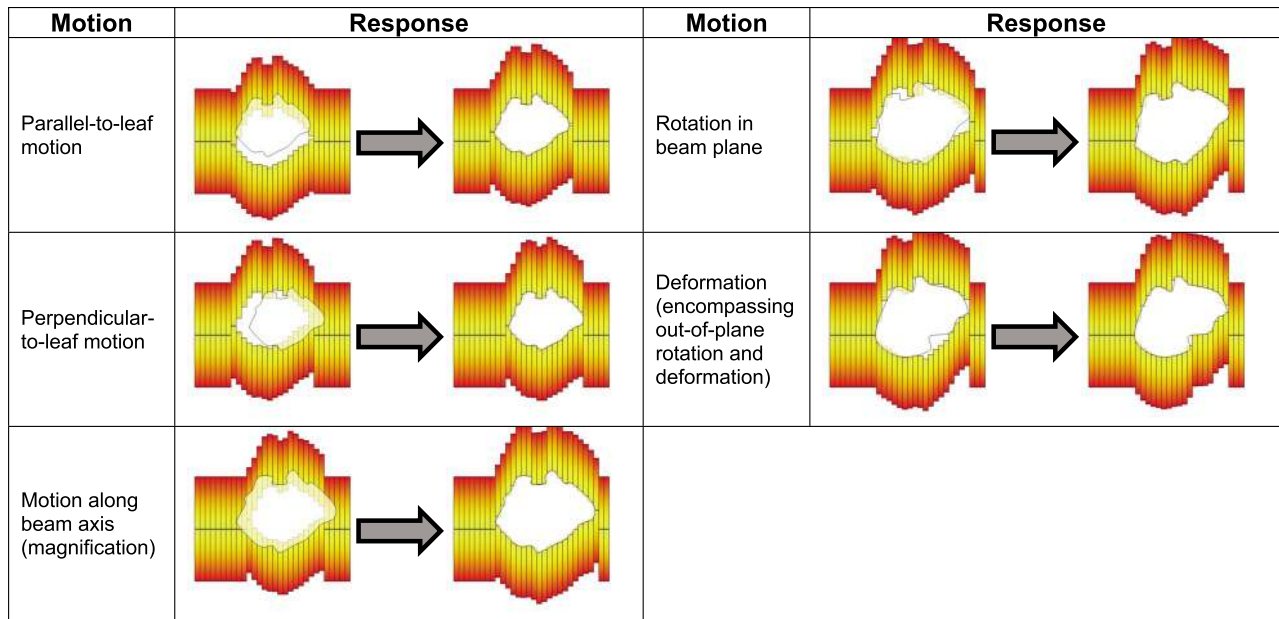 Motion
Response
Motion
Response
Parallel-to-leaf
motion
Rotation in
beam plane
Perpendicular-
to-leaf motion
Deformation
(encompassing
out-of-plane
rotation and
deformation)
Motion along
beam axis
(magnification)